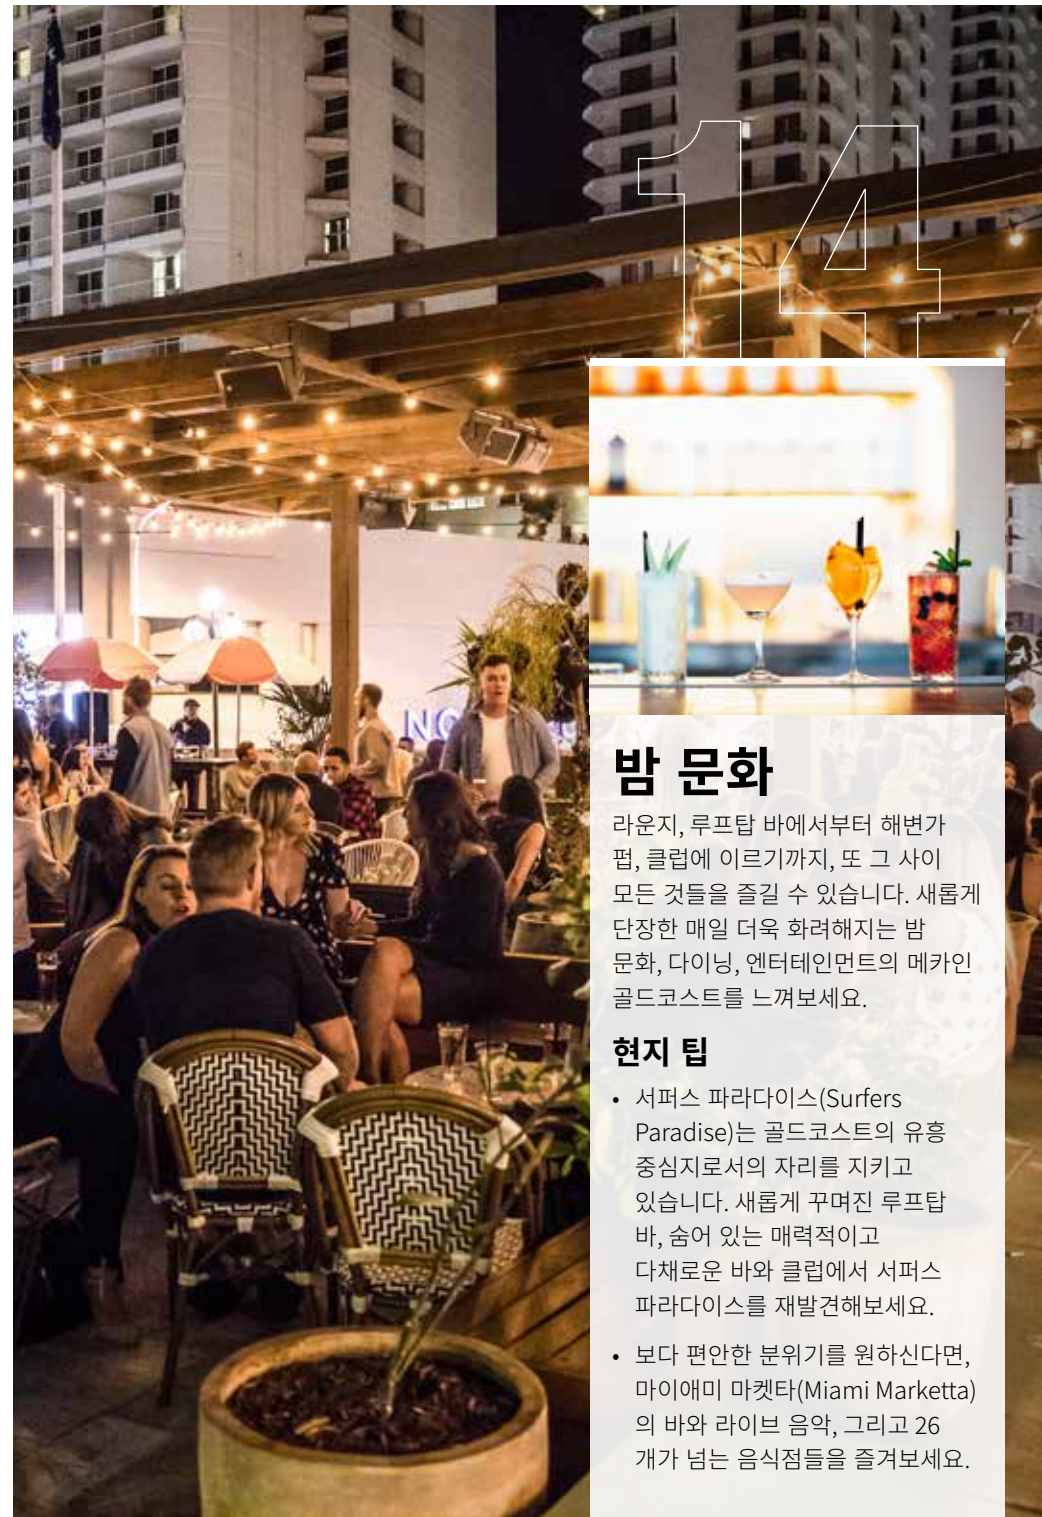 14
NO
밤 문화
라운지, 루프탑 바에서부터 해변가
펍, 클럽에 이르기까지, 또 그 사이
모든 것들을 즐길 수 있습니다. 새롭게
단장한 매일 더욱 화려해지는 밤
문화, 다이닝, 엔터테인먼트의 메카인
골드코스트를 느껴보세요.
현지 팁
• 서퍼스 파라다이스(Surfers
Paradise)는 골드코스트의 유흥
중심지로서의 자리를 지키고
있습니다. 새롭게 꾸며진 루프탑
바, 숨어 있는 매력적이고
다채로운 바와 클럽에서 서퍼스
파라다이스를 재발견해보세요.
• 보다 편안한 분위기를 원하신다면,
마이애미 마켓타(Miami Marketta)
의 바와 라이브 음악, 그리고 26
개가 넘는 음식점들을 즐겨보세요.